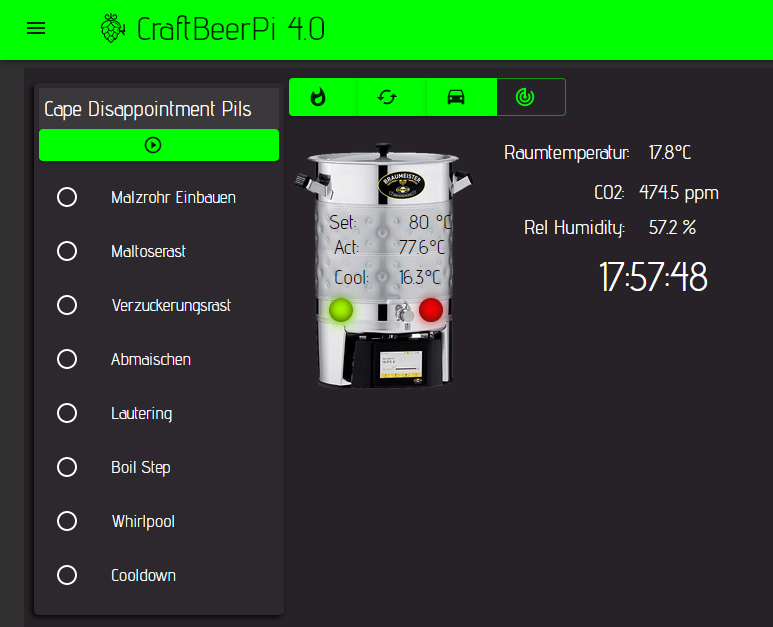 CraftBeerPi 4.0
Cape Disappointment Pils
Malzrohr Einbauen
Maltoserast
Verzuckerungsrast
Abmaischen
Lautering
Boil Step
Whirlpool
Cooldown
BRAUMEISTER
Set: 80 °C
Act: 77.6°C
Cool: 16.3°C
Raumtemperatur: 17.8°C
CO2: 474.5 ppm
Rel Humidity: 57.2 %
17:57:48